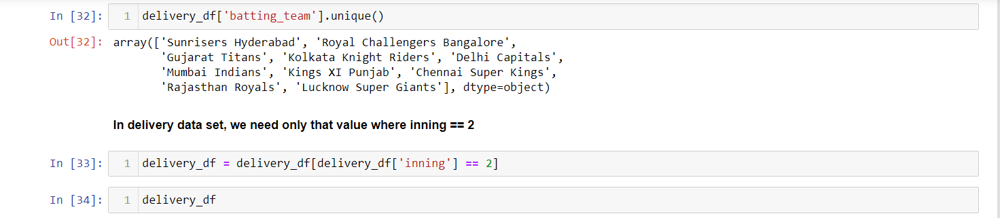 In [32]: 1 delivery_df['batting_team'].unique()
Out[32]: array(['Sunrisers Hyderabad', 'Royal Challengers Bangalore',
'Gujarat Titans', 'Kolkata Knight Riders', 'Delhi Capitals',
'Mumbai Indians', 'Kings XI Punjab', 'Chennai Super Kings',
'Rajasthan Royals', 'Lucknow Super Giants'], dtype=object)
In delivery data set, we need only that value where inning == 2
In [33]: 1 delivery_df = delivery_df[delivery_df['inning'] == 2]
In [34]: 1 delivery_df